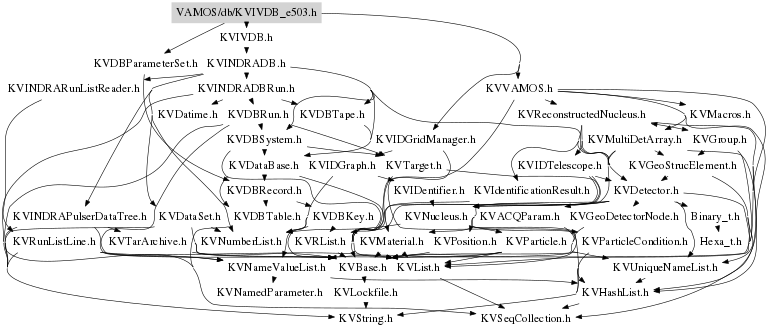 VAMOS/db/KVIVDB_e503.h
KVIVDB.h
KVDBParameterSet.h
KVINDRADB.h
KVINDRARunListReader.h
KVINDRADBRun.h
KVVAMOS.h
KVDatime.h
KVDBRun.h
KVDBTape.h
KVReconstructedNucleus.h
KVMacros.h
KVDBSystem.h
KVIDGridManager.h
KVMultiDetArray.h
KVGroup.h
KVDataBase.h
KVIDGraph.h
KVTarget.h
KVIDTelescope.h
KVGeoStrucElement.h
KVDBRecord.h
KVIDentifier.h
KVIdentificationResult.h
KVDetector.h
KVINDRAPulserDataTree.h
KVDataSet.h
KVDBTable.h
KVDBKey.h
KVNucleus.h
KVACQParam.h
KVGeoDetectorNode.h
Binary_t.h
KVRunListLine.h
KVTarArchive.h
KVNumberList.h
KVRList.h
KVMaterial.h
KVPosition.h
KVParticle.h
KVParticleCondition.h
Hexa_t.h
KVNameValueList.h
KVBase.h
KVList.h
KVUniqueNameList.h
KVNamedParameter.h
KVLockfile.h
KVHashList.h
KVString.h
KVSeqCollection.h